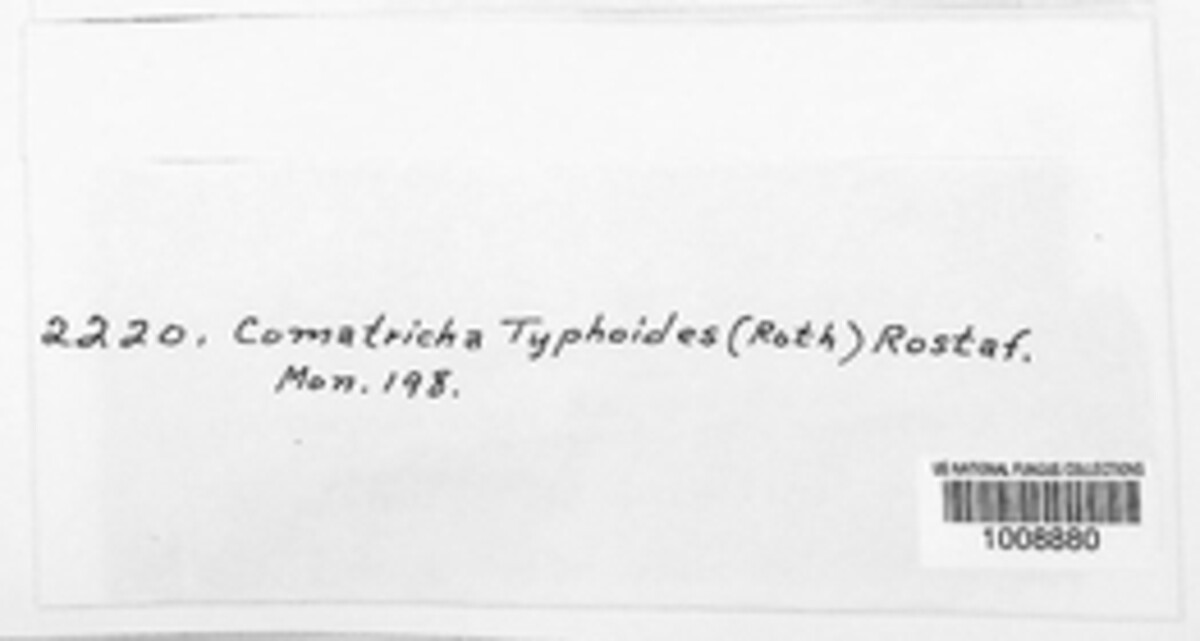 2220. Comatricha Typhoides (Roth) Rostaf.
Mon. 198.
US NATIONAL FUNGUS COLLECTIONS
1008880